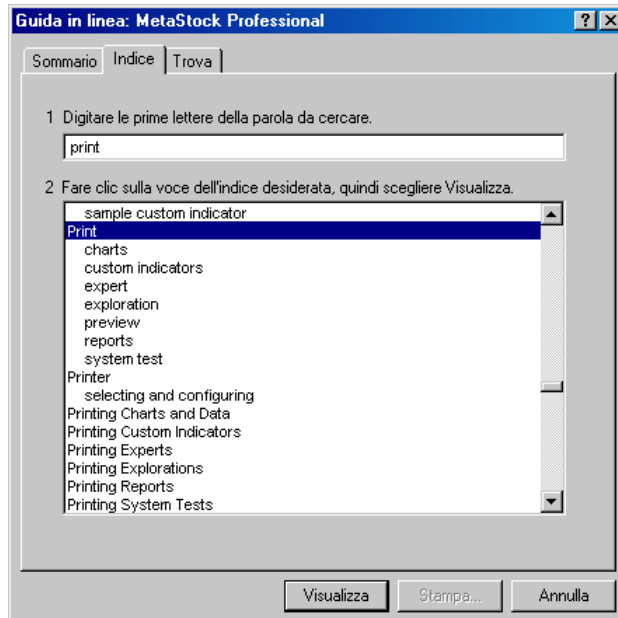 Guida in linea: MetaStock Professional
Sommario Indice Trova
1 Digitare le prime lettere della parola da cercare.
print
2 Fare clic sulla voce dell'indice desiderata, quindi scegliere Visualizza.
sample custom indicator
Print
charts
custom indicators
expert
exploration
preview
reports
system test
Printer
selecting and configuring
Printing Charts and Data
Printing Custom Indicators
Printing Experts
Printing Explorations
Printing Reports
Printing System Tests
Visualizza Stampa... Annulla